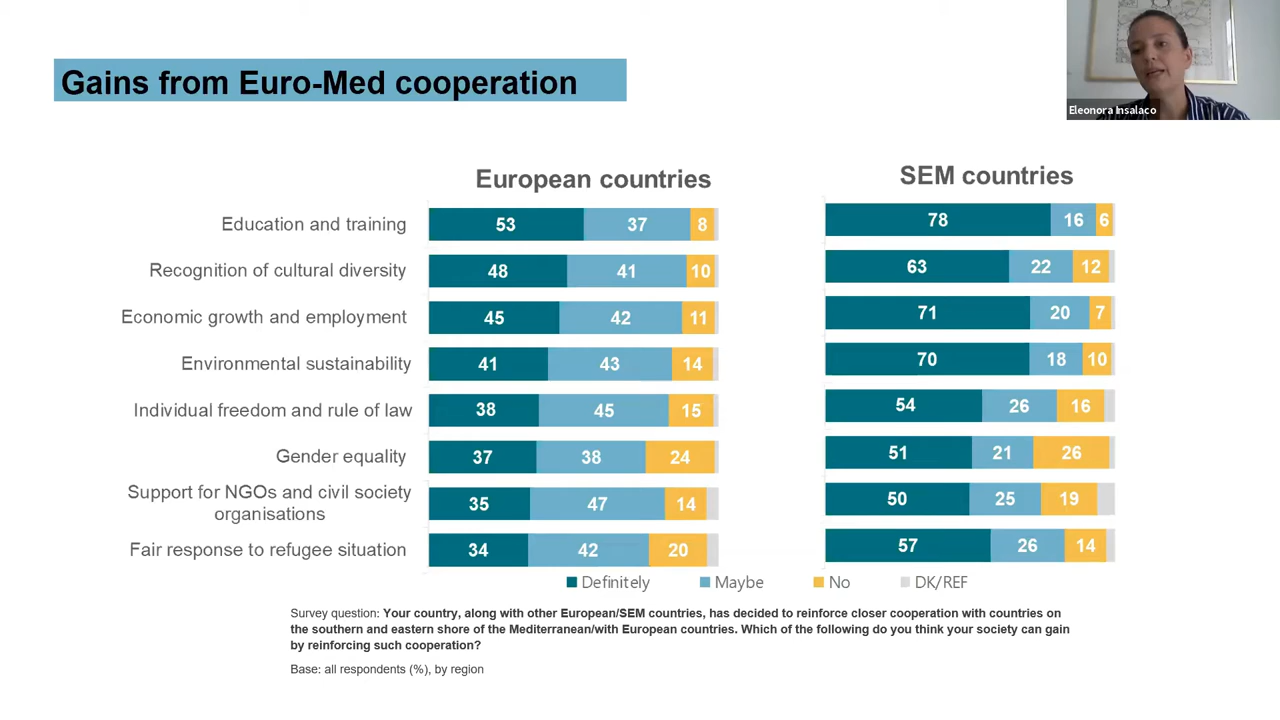 Gains from Euro-Med cooperation
Eleonora Insalaco
European countries
SEM countries
Education and training 53 37 8 78 16 6
Recognition of cultural diversity 48 41 10 63 22 12
Economic growth and employment 45 42 11 71 20 7
Environmental sustainability 41 43 14 70 18 10
Individual freedom and rule of law 38 45 15 54 26 16
Gender equality 37 38 24 51 21 26
Support for NGOs and civil society
organisations 35 47 14 50 25 19
Fair response to refugee situation 34 42 20 57 26 14
Definitely Maybe No DK/REF
Survey question: Your country, along with other European/SEM countries, has decided to reinforce closer cooperation with countries on
the southern and eastern shore of the Mediterranean/with European countries. Which of the following do you think your society can gain
by reinforcing such cooperation?
Base: all respondents (%), by region